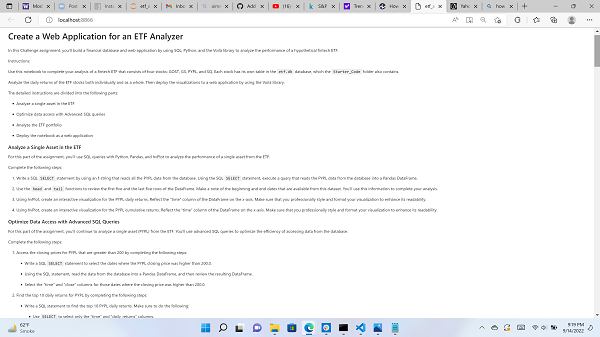 Mod
Inst
etf_
Inbo
Add
(18)
S&P
Tren
How
etf_
Yaho
how
localhost:8866
Create a Web Application for an ETF Analyzer
In this Challenge assignment, you'll build a financial database and web application by using SQL, Python, and the Voilà library to analyze the performance of a hypothetical fintech ETF.
Instructions:
Use this notebook to complete your analysis of a fintech ETF that consists of four stocks: GOST, GS, PYPL, and SQ. Each stock has its own table in the etf.db database, which the Starter_Code folder also contains.
Analyze the daily returns of the ETF stocks both individually and as a whole. Then deploy the visualizations to a web application by using the Voilà library.
The detailed instructions are divided into the following parts:
• Analyze a single asset in the ETF
• Optimize data access with Advanced SQL queries
• Analyze the ETF portfolio
• Deploy the notebook as a web application
Analyze a Single Asset in the ETF
For this part of the assignment, you'll use SQL queries with Python, Pandas, and hvPlot to analyze the performance of a single asset from the ETF.
Complete the following steps:
1. Write a SQL SELECT statement by using an f-string that reads all the PYPL data from the database. Using the SQL SELECT statement, execute a query that reads the PYPL data from the database into a Pandas DataFrame.
2. Use the head and tail functions to review the first five and the last five rows of the DataFrame. Make a note of the beginning and end dates that are available from this dataset. You'll use this information to complete your analysis.
3. Using hvPlot, create an interactive visualization for the PYPL daily returns. Reflect the "time" column of the DataFrame on the x-axis. Make sure that you professionally style and format your visualization to enhance its readability.
4. Using hvPlot, create an interactive visualization for the PYPL cumulative returns. Reflect the "time" column of the DataFrame on the x-axis. Make sure that you professionally style and format your visualization to enhance its readability.
Optimize Data Access with Advanced SQL Queries
For this part of the assignment, you'll continue to analyze a single asset (PYPL) from the ETF. You'll use advanced SQL queries to optimize the efficiency of accessing data from the database.
Complete the following steps:
1. Access the closing prices for PYPL that are greater than 200 by completing the following steps:
• Write a SQL SELECT statement to select the dates where the PYPL closing price was higher than 200.0.
• Using the SQL statement, read the data from the database into a Pandas DataFrame, and then review the resulting DataFrame.
• Select the "time" and "close" columns for those dates where the closing price was higher than 200.0.
2. Find the top 10 daily returns for PYPL by completing the following steps:
• Write a SQL statement to find the top 10 PYPL daily returns. Make sure to do the following:
• Use SELECT to select only the "time" and "daily_returns" columns.
62°F
Smoke
9:19 PM
9/14/2022